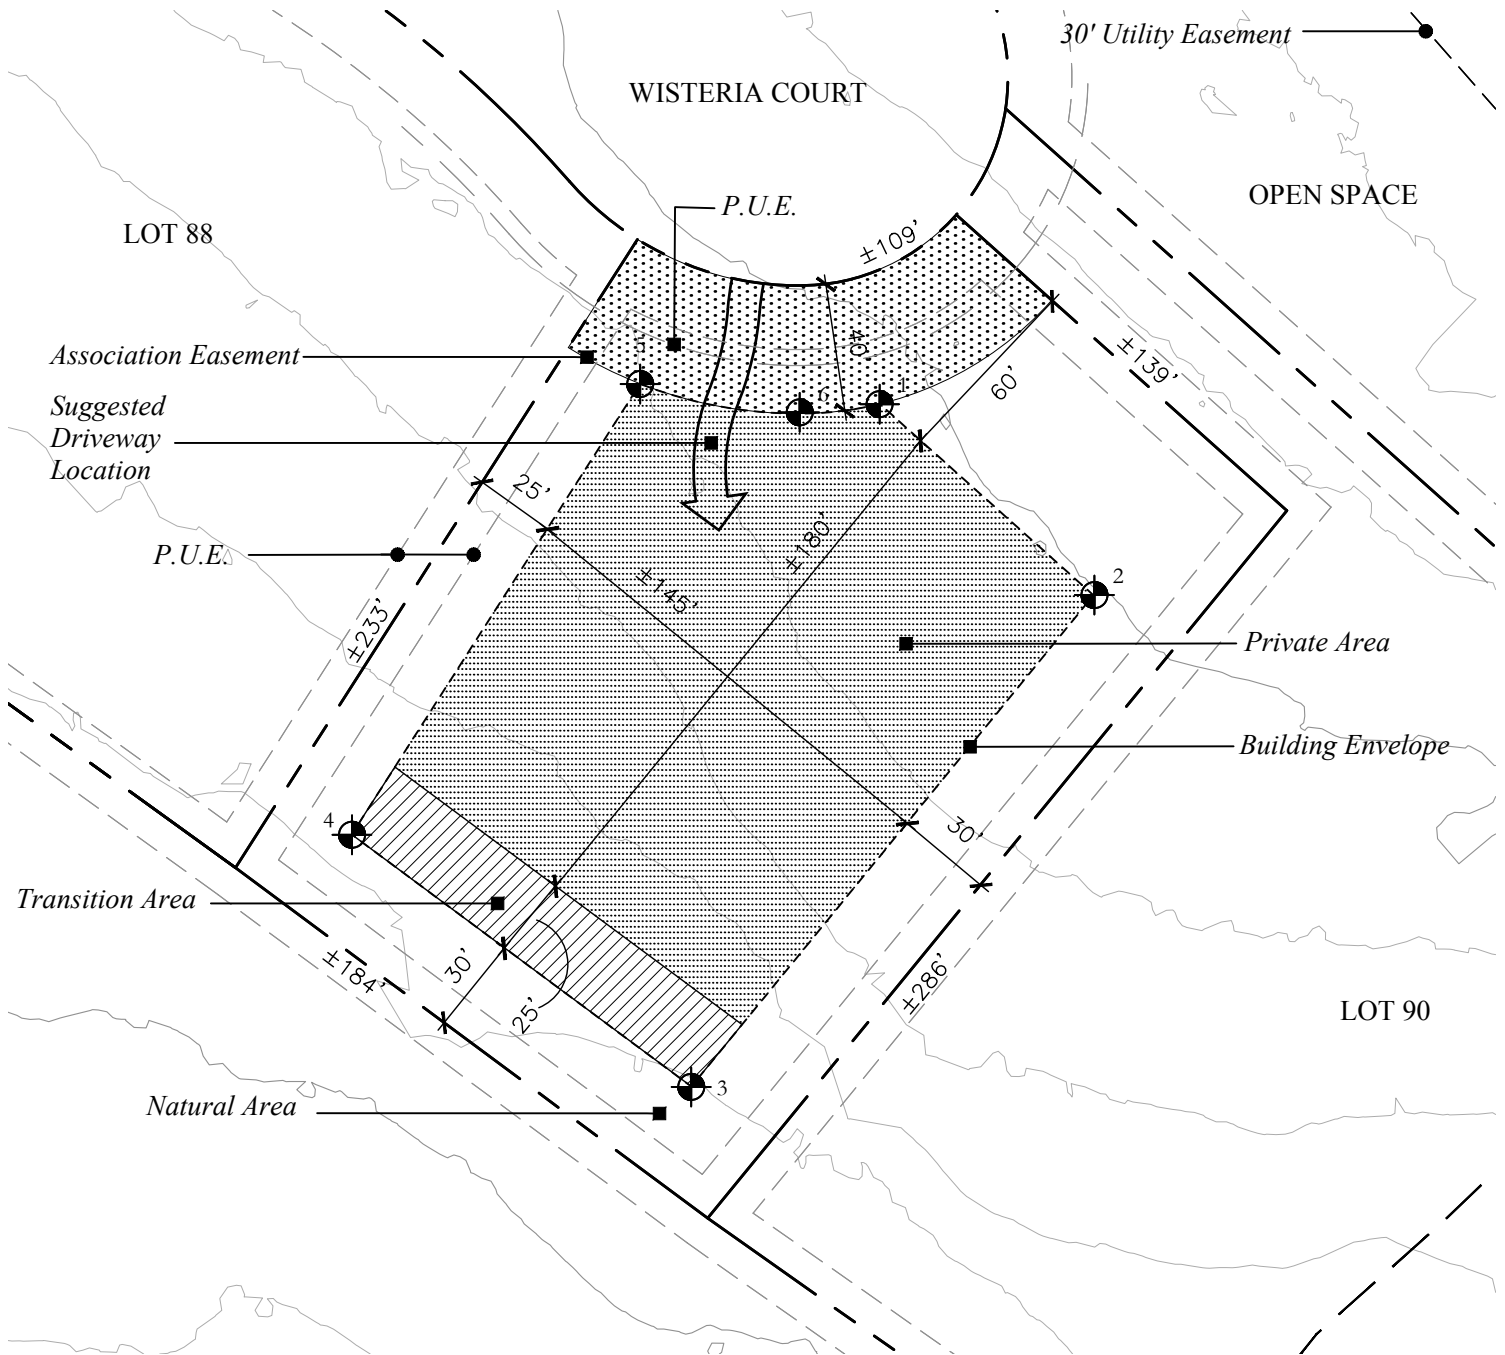 30' Utility Easement
WISTERIA COURT
OPEN SPACE
P.U.E.
LOT 88
±109'
Association Easement
5
40'
6
1
60'
±139'
Suggested
Driveway
Location
25'
±180'
P.U.E.
±145'
2
±233'
Private Area
Building Envelope
4
30'
Transition Area
±184'
30'
25'
±286'
LOT 90
3
Natural Area